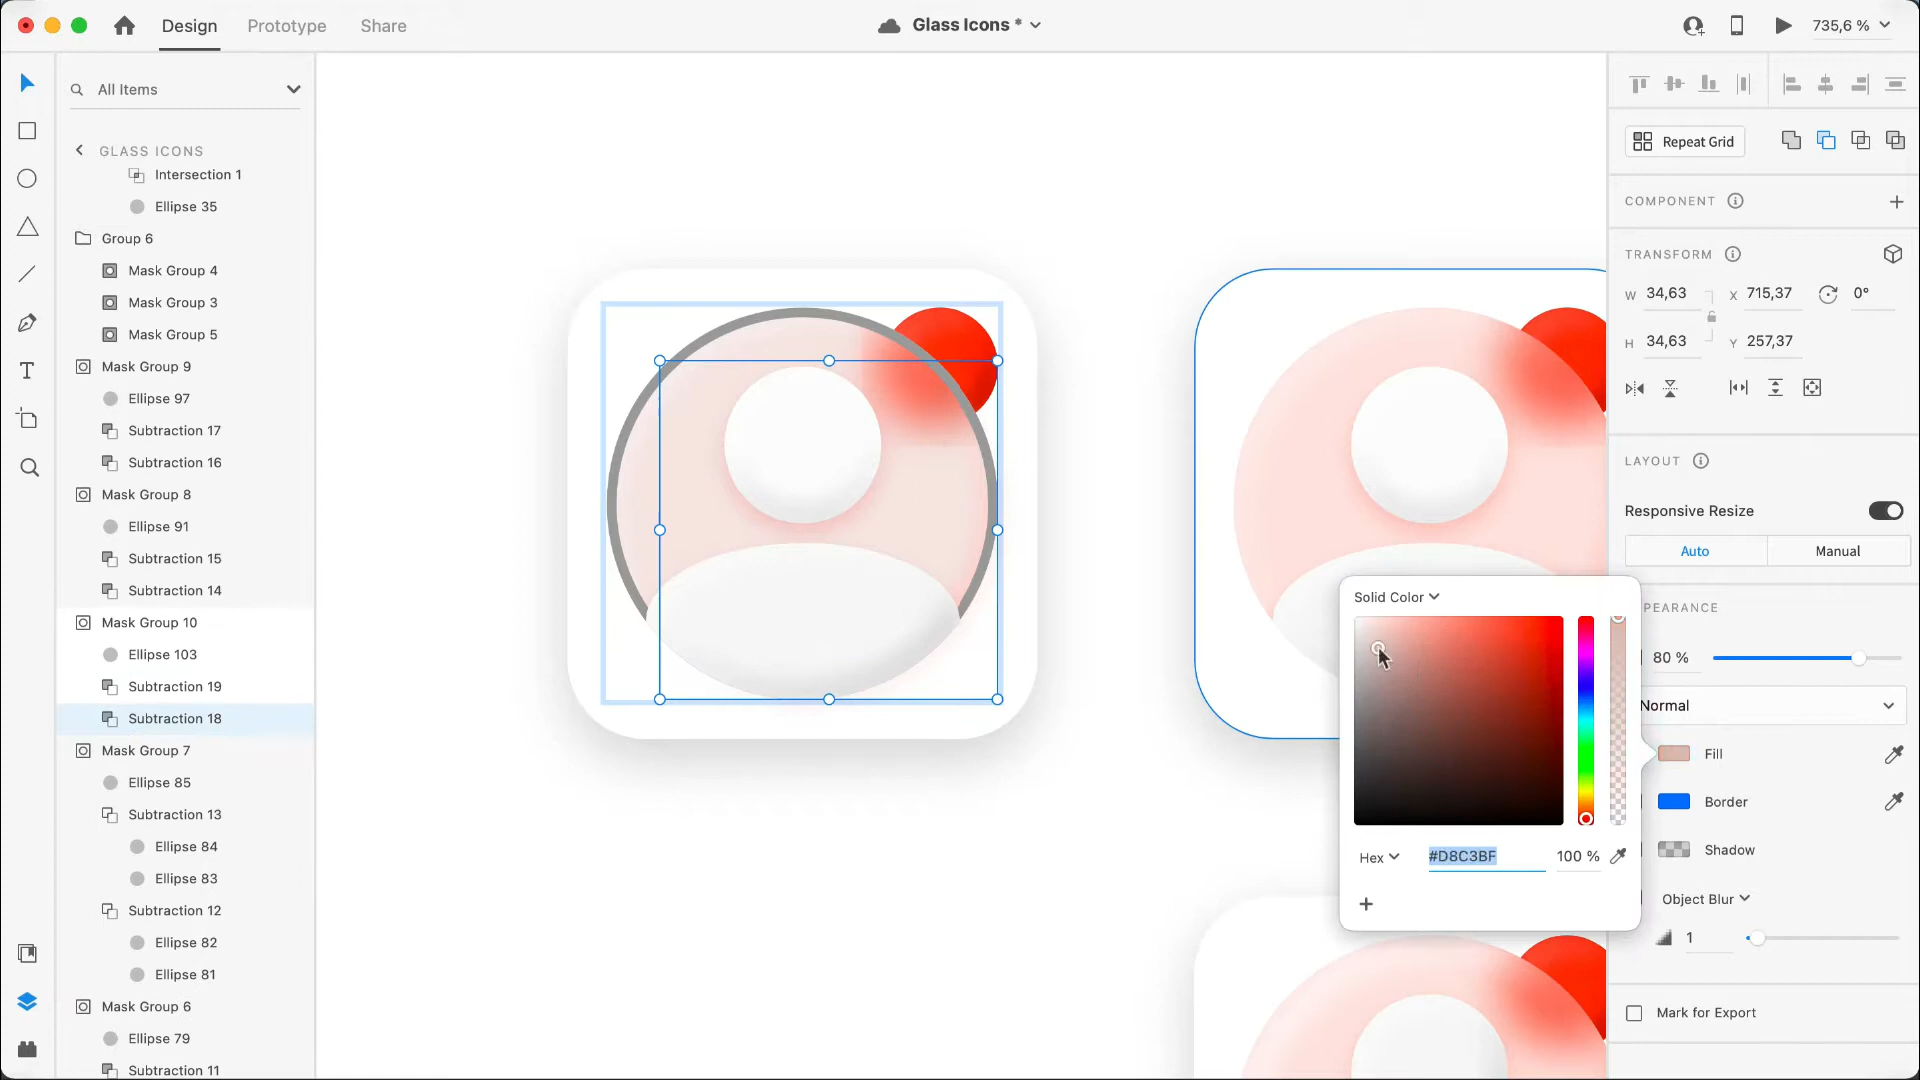 Design
Prototype
Share
Glass Icons *
735,6 %
All Items
GLASS ICONS
Intersection 1
Ellipse 35
Group 6
Mask Group 4
Mask Group 3
Mask Group 5
Mask Group 9
Ellipse 97
Subtraction 17
Subtraction 16
Mask Group 8
Ellipse 91
Subtraction 15
Subtraction 14
Mask Group 10
Ellipse 103
Subtraction 19
Subtraction 18
Mask Group 7
Ellipse 85
Subtraction 13
Ellipse 84
Ellipse 83
Subtraction 12
Ellipse 82
Ellipse 81
Mask Group 6
Ellipse 79
Subtraction 11
Solid Color
Hex
#D8C3BF
100 %
Repeat Grid
COMPONENT
TRANSFORM
W 34,63
X 715,37
0°
H 34,63
Y 257,37
LAYOUT
Responsive Resize
Auto
Manual
PEARANCE
80 %
Normal
Fill
Border
Shadow
Object Blur
1
Mark for Export